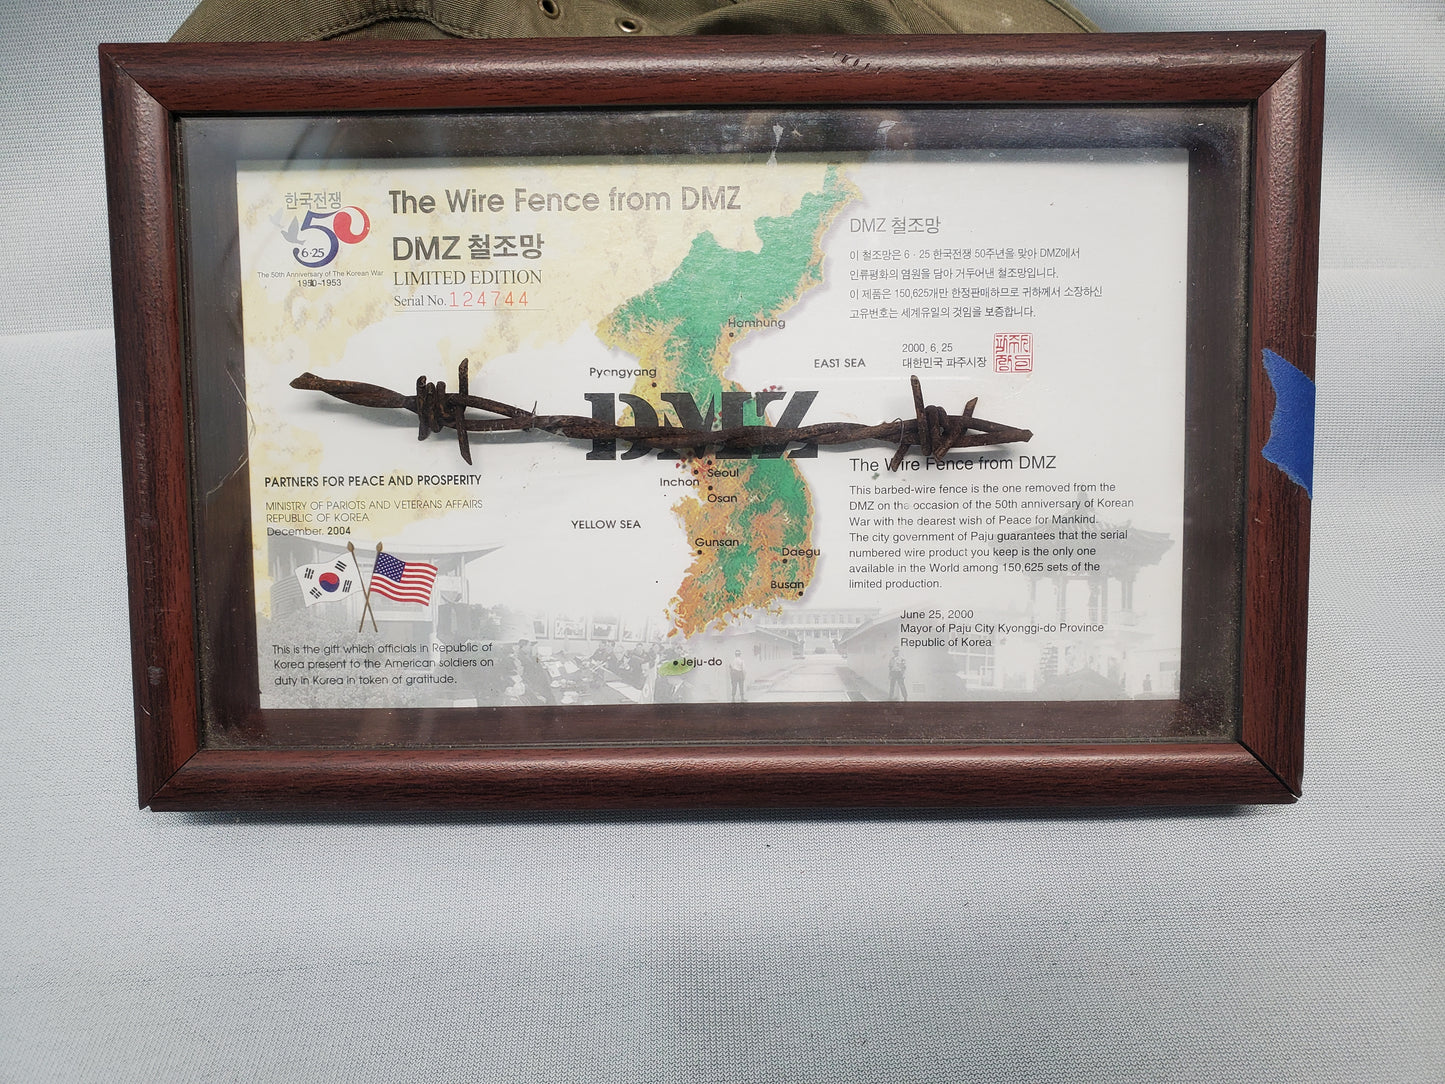 한국전쟁
50
6·25
The 50th Anniversary of The Korean War
1950~1953
The Wire Fence from DMZ
DMZ 철조망
LIMITED EDITION
Serial No. 124744
PARTNERS FOR PEACE AND PROSPERITY
MINISTRY OF PARIOTS AND VETERANS AFFAIRS
REPUBLIC OF KOREA
December. 2004
This is the gift which officials in Republic of
Korea present to the American soldiers on
duty in Korea in token of gratitude.
Hamhung
Pyongyang
EAST SEA
DMZ
Seoul
Inchon
Osan
YELLOW SEA
Gunsan
Daegu
Busan
Jeju-do
DMZ 철조망
이 철조망은 6·25 한국전쟁 50주년을 맞아 DMZ에서
인류평화의 염원을 담아 거두어낸 철조망입니다.
이 제품은 150,625개만 한정판매하므로 귀하께서 소장하신
고유번호는 세계유일의 것임을 보증합니다.
2000. 6. 25
대한민국 파주시장
The Wire Fence from DMZ
This barbed-wire fence is the one removed from the
DMZ on the occasion of the 50th anniversary of Korean
War with the dearest wish of Peace for Mankind.
The city government of Paju guarantees that the serial
numbered wire product you keep is the only one
available in the World among 150,625 sets of the
limited production.
June 25, 2000
Mayor of Paju City Kyonggi-do Province
Republic of Korea